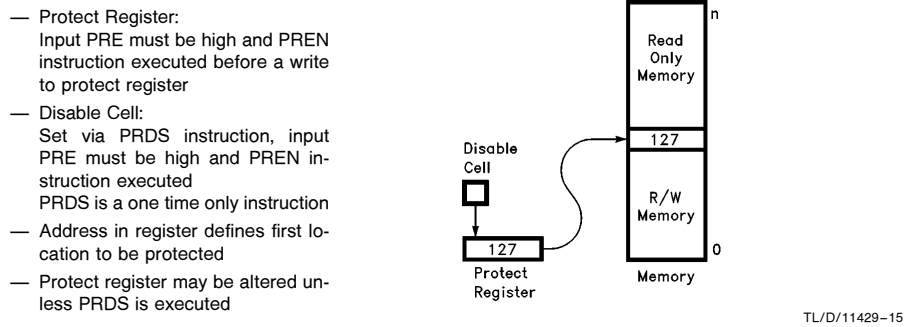 — Protect Register:
Input PRE must be high and PREN
instruction executed before a write
to protect register
— Disable Cell:
Set via PRDS instruction, input
PRE must be high and PREN in-
struction executed
PRDS is a one time only instruction
— Address in register defines first lo-
cation to be protected
— Protect register may be altered un-
less PRDS is executed
n
Read
Only
Memory
127
R/W
Memory
0
Memory
Disable
Cell
127
Protect
Register
TL/D/11429–15